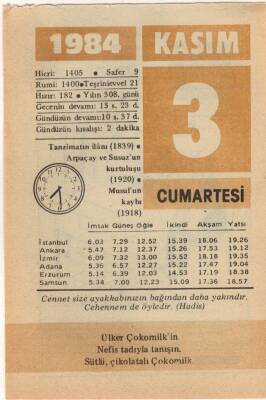 1984 KASIM
Hicri: 1405 • Safer 9
Rumi: 1400•Teşrinievvel 21
Hızır: 182 • Yılın 308. günü
Gecenin devamı: 13 s. 23 d.
Gündüzün devamı: 10 s. 37 d.
Gündüzün kısalışı: 2 dakika
Tanzimatın ilânı (1839) •
Arpaçay ve Susuz'un
kurtuluşu
(1920) •
Musul'un
kaybı
(1918)
3
CUMARTESİ
İmsak Güneş Öğle İkindi Akşam Yatsı
İstanbul 6.03 7.29 12.52 15.39 18.06 19.26
Ankara 5.47 7.12 12.37 15.26 17.53 19.12
İzmir 6.09 7.32 13.00 15.52 18.18 19.35
Adana 5.36 6.57 12.27 15.22 17.47 19.04
Erzurum 5.14 6.39 12.03 14.53 17.19 18.38
Samsun 5.34 7.00 12.23 15.09 17.36 18.57
Cennet size ayakkabınızın bağından daha yakındır.
Cehennem de öyledir. (Hadis)
Ülker Çokomilk'in
Nefis tadıyla tanışın.
Sütlü, çikolatalı Çokomilk